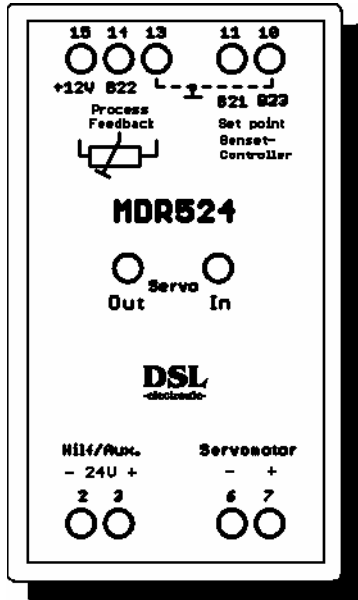 15 14 13 11 10
+12V B22 B21 B23
Process Set point
Feedback Genset-
Controller
MDR524
Servo
Out In
DSL
-electronic-
Hilf/Aux. Servomotor
- 24V + - +
2 3 6 7